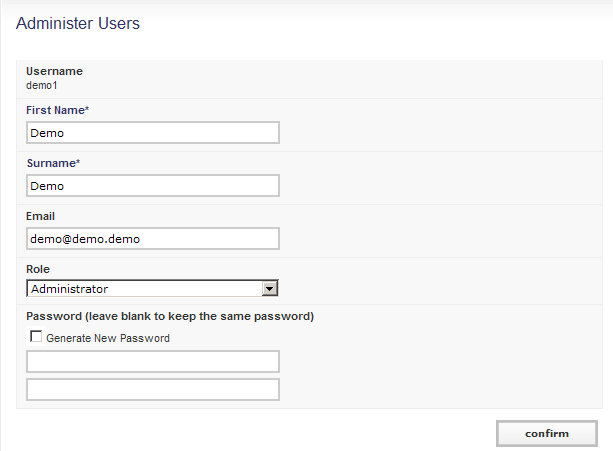 Administer Users
Username
demo1
First Name*
Demo
Surname*
Demo
Email
demo@demo.demo
Role
Administrator
Password (leave blank to keep the same password)
Generate New Password
confirm